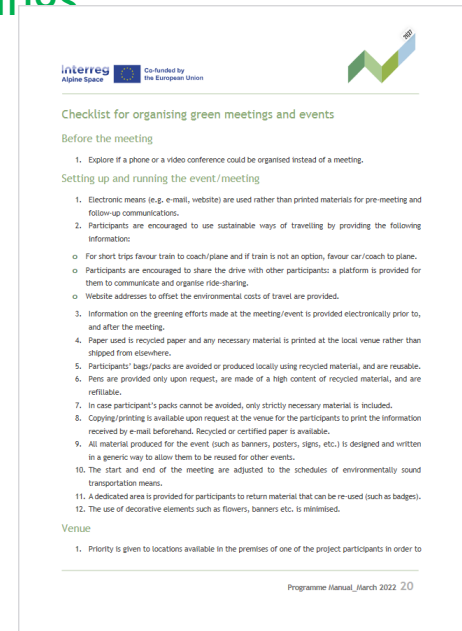 2027
Interreg
Alpine Space
Co-funded by
the European Union
Checklist for organising green meetings and events
Before the meeting
1. Explore if a phone or a video conference could be organised instead of a meeting.
Setting up and running the event/meeting
1. Electronic means (e.g. e-mail, website) are used rather than printed materials for pre-meeting and
follow-up communications.
2. Participants are encouraged to use sustainable ways of travelling by providing the following
information:
o For short trips favour train to coach/plane and if train is not an option, favour car/coach to plane.
o Participants are encouraged to share the drive with other participants: a platform is provided for
them to communicate and organise ride-sharing.
o Website addresses to offset the environmental costs of travel are provided.
3. Information on the greening efforts made at the meeting/event is provided electronically prior to,
and after the meeting.
4. Paper used is recycled paper and any necessary material is printed at the local venue rather than
shipped from elsewhere.
5. Participants' bags/packs are avoided or produced locally using recycled material, and are reusable.
6. Pens are provided only upon request, are made of a high content of recycled material, and are
refillable.
7. In case participant's packs cannot be avoided, only strictly necessary material is included.
8. Copying/printing is available upon request at the venue for the participants to print the information
received by e-mail beforehand. Recycled or certified paper is available.
9. All material produced for the event (such as banners, posters, signs, etc.) is designed and written
in a generic way to allow them to be reused for other events.
10. The start and end of the meeting are adjusted to the schedules of environmentally sound
transportation means.
11. A dedicated area is provided for participants to return material that can be re-used (such as badges).
12. The use of decorative elements such as flowers, banners etc. is minimised.
Venue
1. Priority is given to locations available in the premises of one of the project participants in order to
Programme Manual_March 2022 20